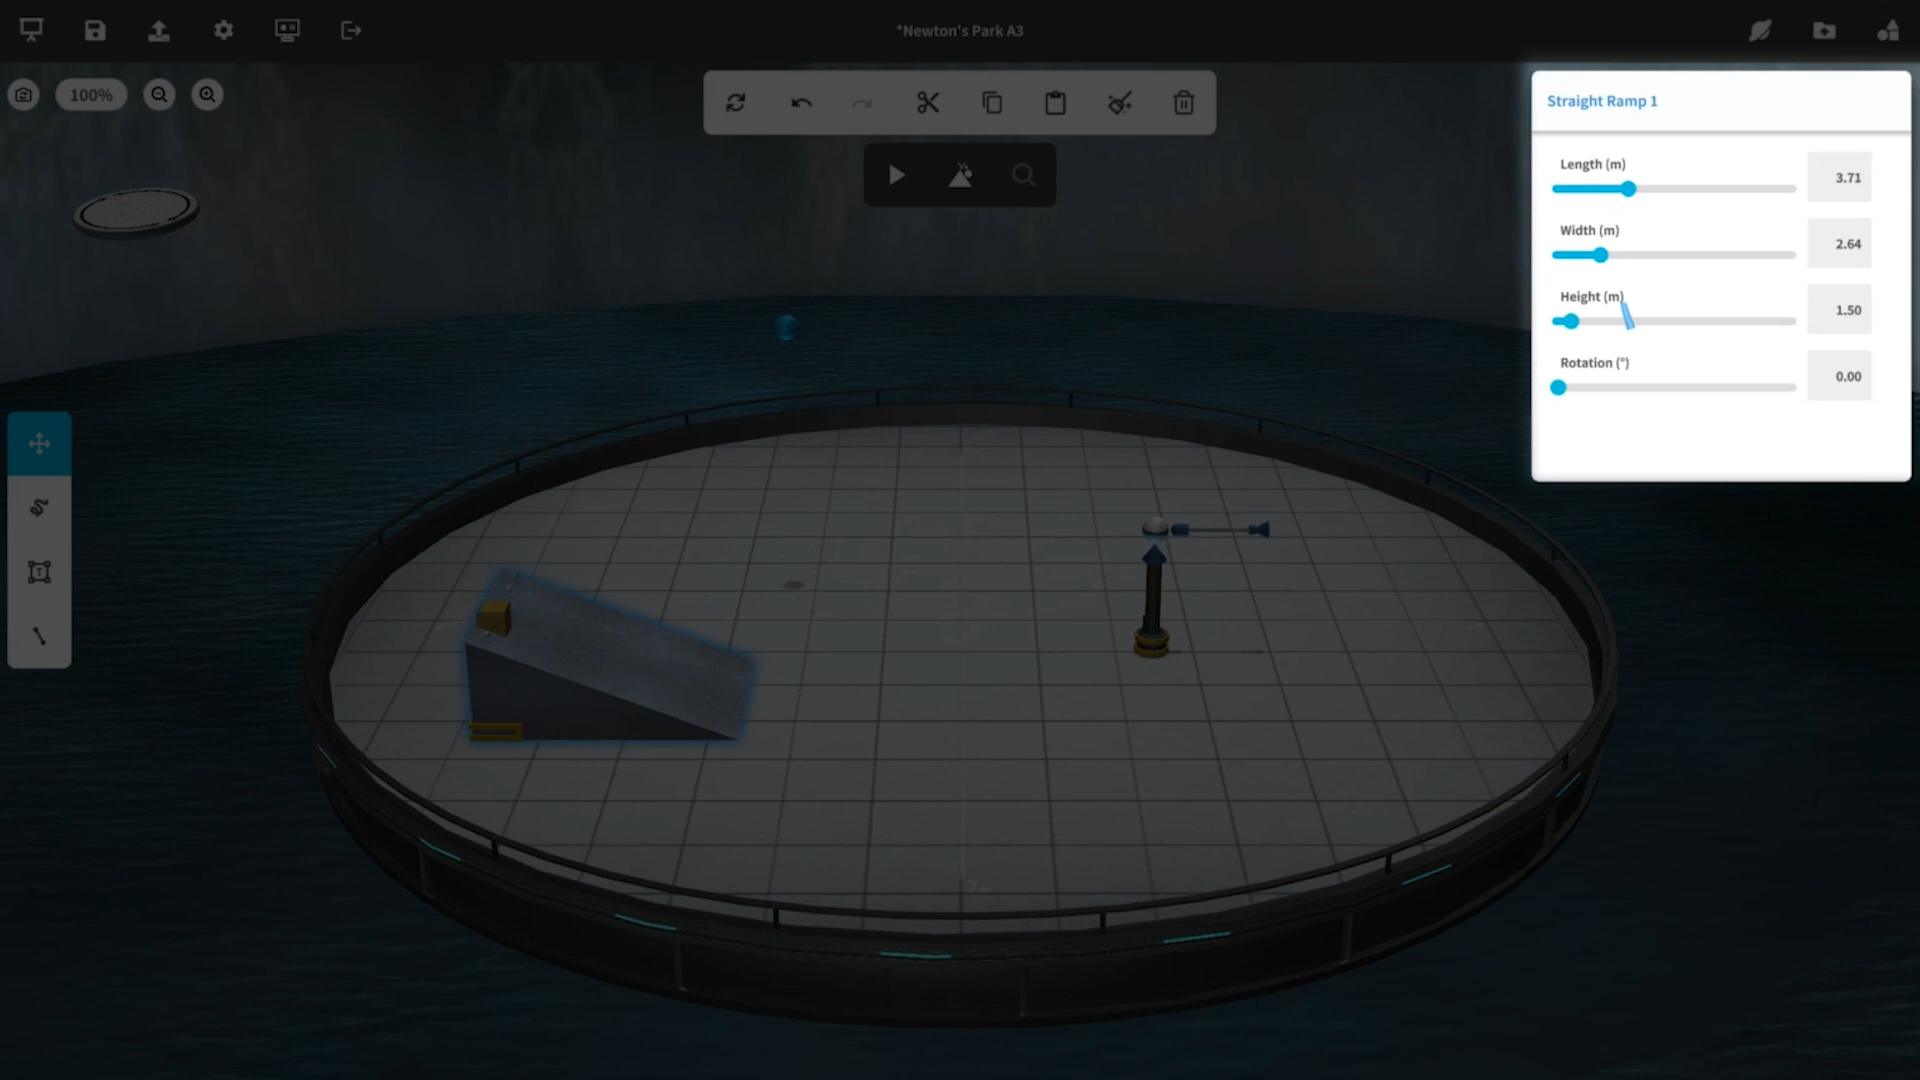 *Newton's Park A3
100%
Straight Ramp 1
Length (m)
3.71
Width (m)
2.64
Height (m)
1.50
Rotation (°)
0.00
T